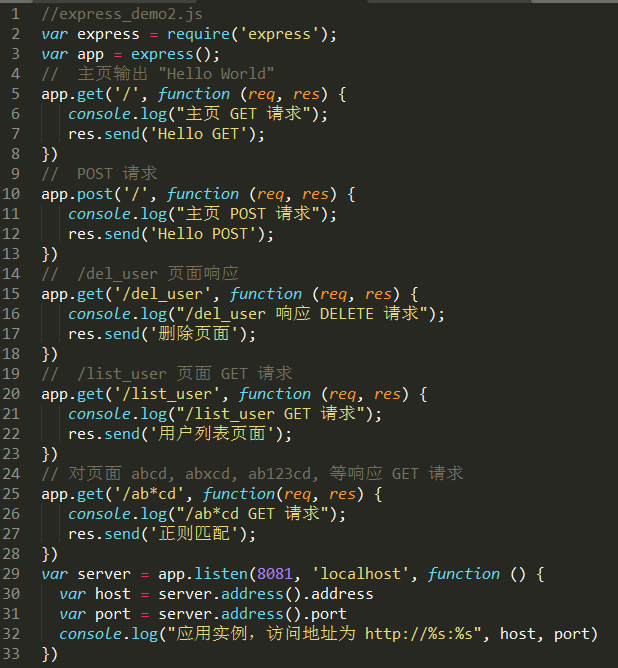 1 //express_demo2.js
2 var express = require('express');
3 var app = express();
4 //  主页输出 "Hello World"
5 app.get('/', function (req, res) {
6    console.log("主页 GET 请求");
7    res.send('Hello GET');
8 })
9 //  POST 请求
10 app.post('/', function (req, res) {
11    console.log("主页 POST 请求");
12    res.send('Hello POST');
13 })
14 //  /del_user 页面响应
15 app.get('/del_user', function (req, res) {
16    console.log("/del_user 响应 DELETE 请求");
17    res.send('删除页面');
18 })
19 //  /list_user 页面 GET 请求
20 app.get('/list_user', function (req, res) {
21    console.log("/list_user GET 请求");
22    res.send('用户列表页面');
23 })
24 // 对页面 abcd, abxcd, ab123cd, 等响应 GET 请求
25 app.get('/ab*cd', function(req, res) {
26    console.log("/ab*cd GET 请求");
27    res.send('正则匹配');
28 })
29 var server = app.listen(8081, 'localhost', function () {
30   var host = server.address().address
31   var port = server.address().port
32   console.log("应用实例，访问地址为 http://%s:%s", host, port)
33 })